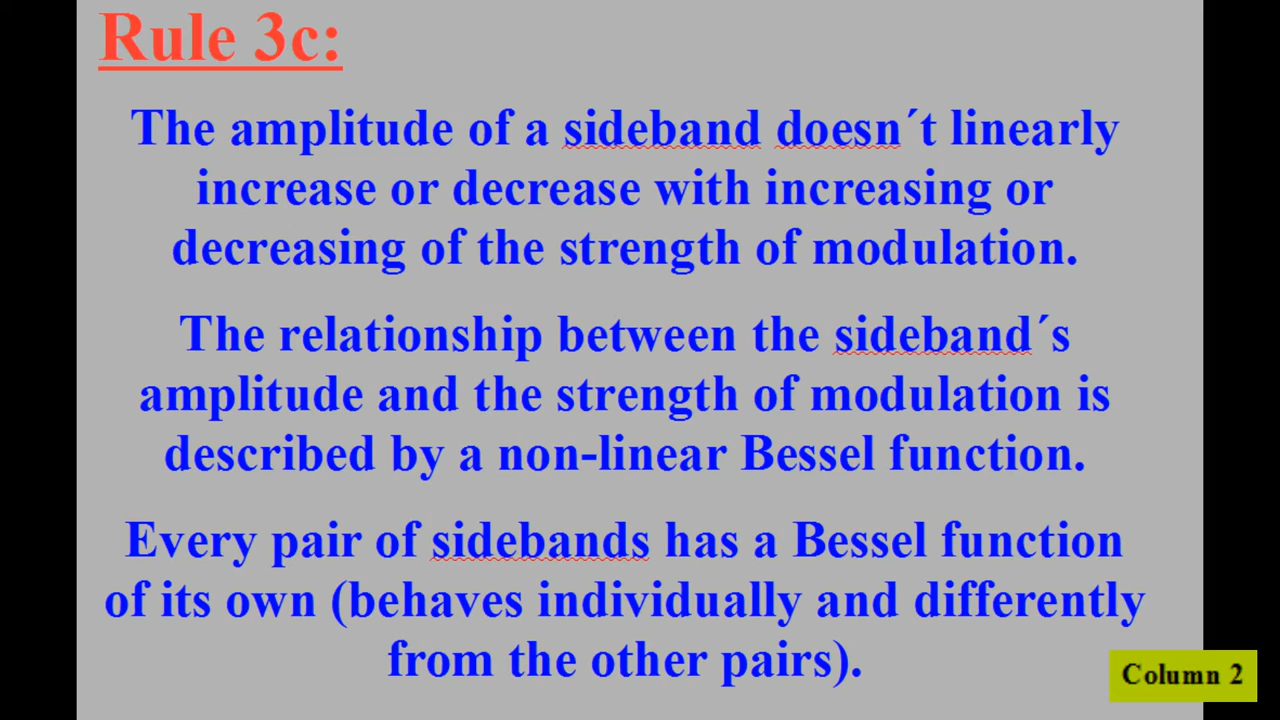 Rule 3c:
The amplitude of a sideband doesn´t linearly
increase or decrease with increasing or
decreasing of the strength of modulation.
The relationship between the sideband´s
amplitude and the strength of modulation is
described by a non-linear Bessel function.
Every pair of sidebands has a Bessel function
of its own (behaves individually and differently
from the other pairs).
Column 2